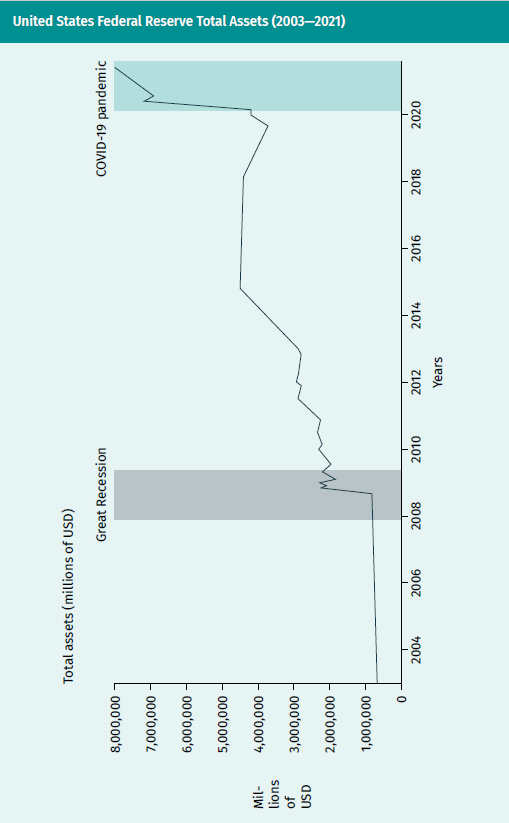 United States Federal Reserve Total Assets (2003—2021)
Total assets (millions of USD)
Great Recession
COVID-19 pandemic
8,000,000
7,000,000
6,000,000
5,000,000
4,000,000
3,000,000
2,000,000
1,000,000
0
Mil-
lions
of
USD
2004
2006
2008
2010
2012
2014
2016
2018
2020
Years